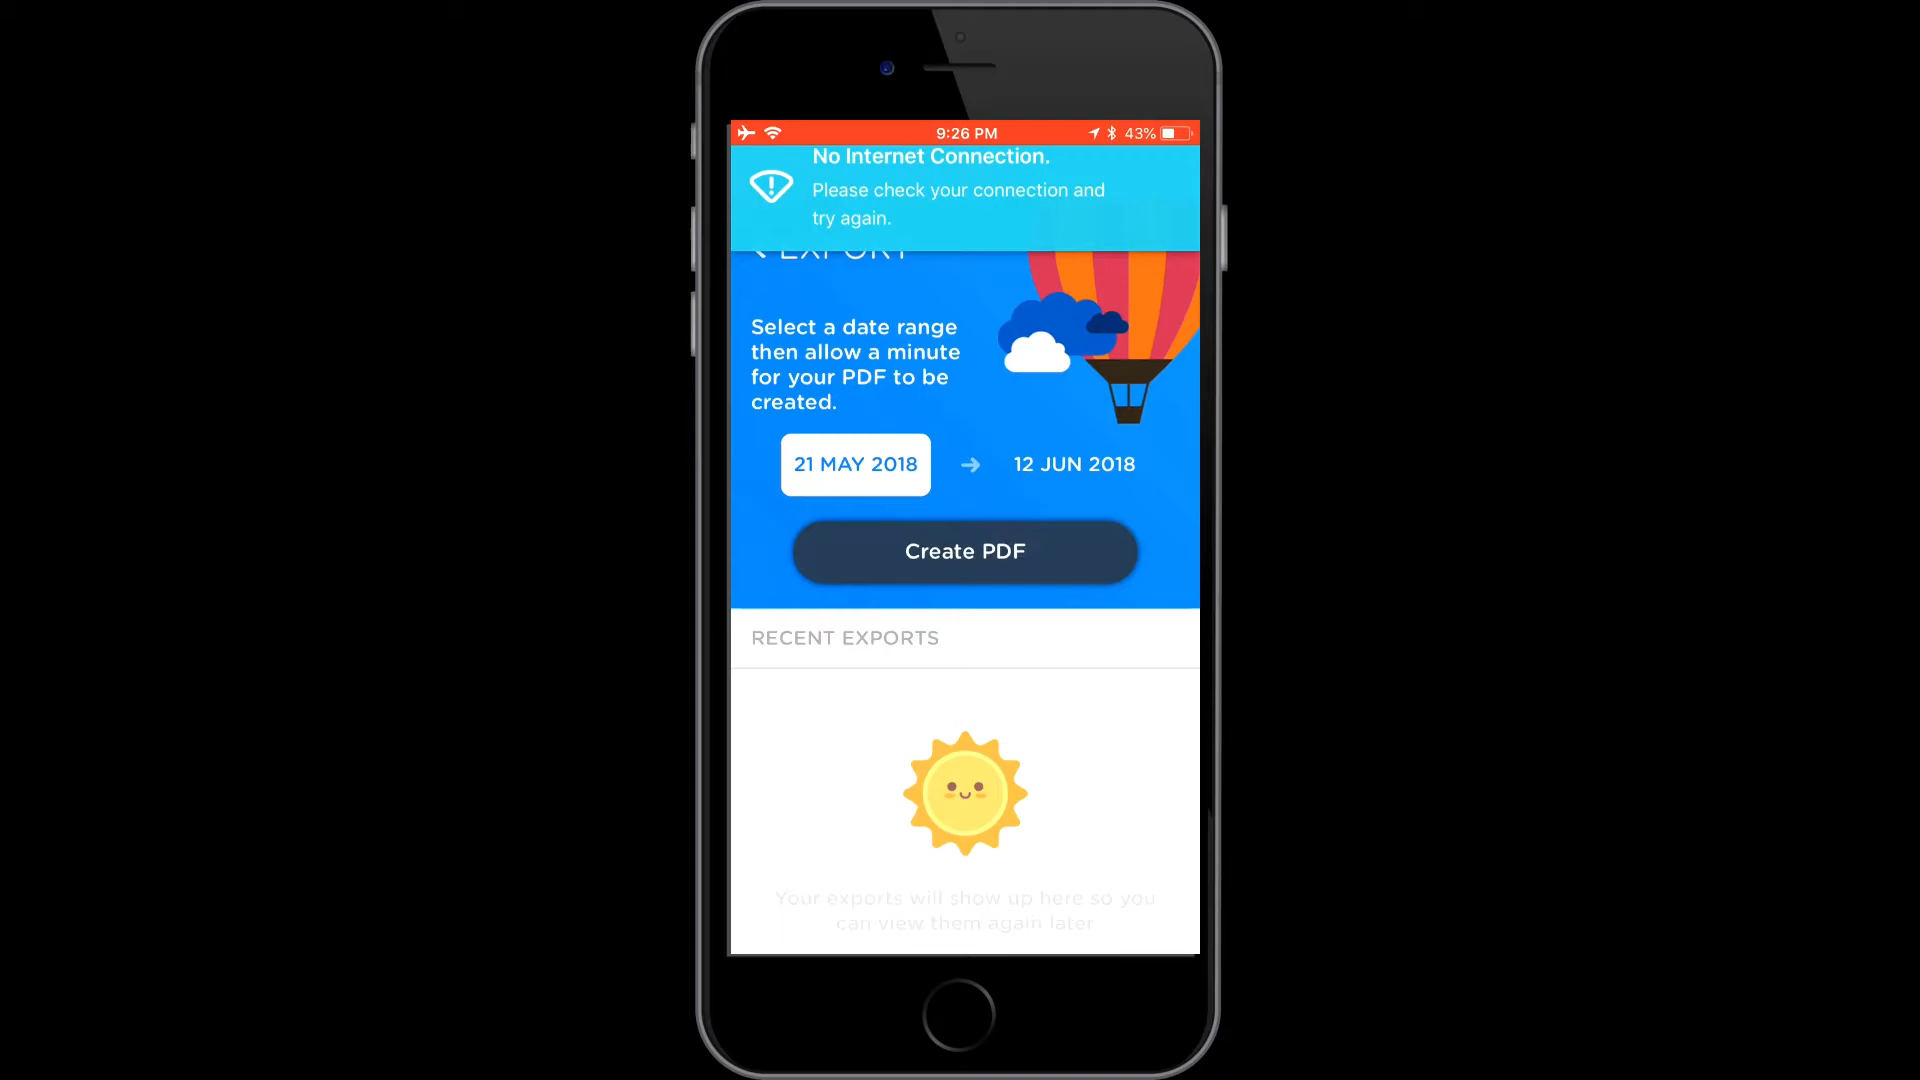 9:26 PM
43%
No Internet Connection.
Please check your connection and
try again.
EXPORT
Select a date range
then allow a minute
for your PDF to be
created.
21 MAY 2018
12 JUN 2018
Create PDF
RECENT EXPORTS
Your exports will show up here so you
can view them again later